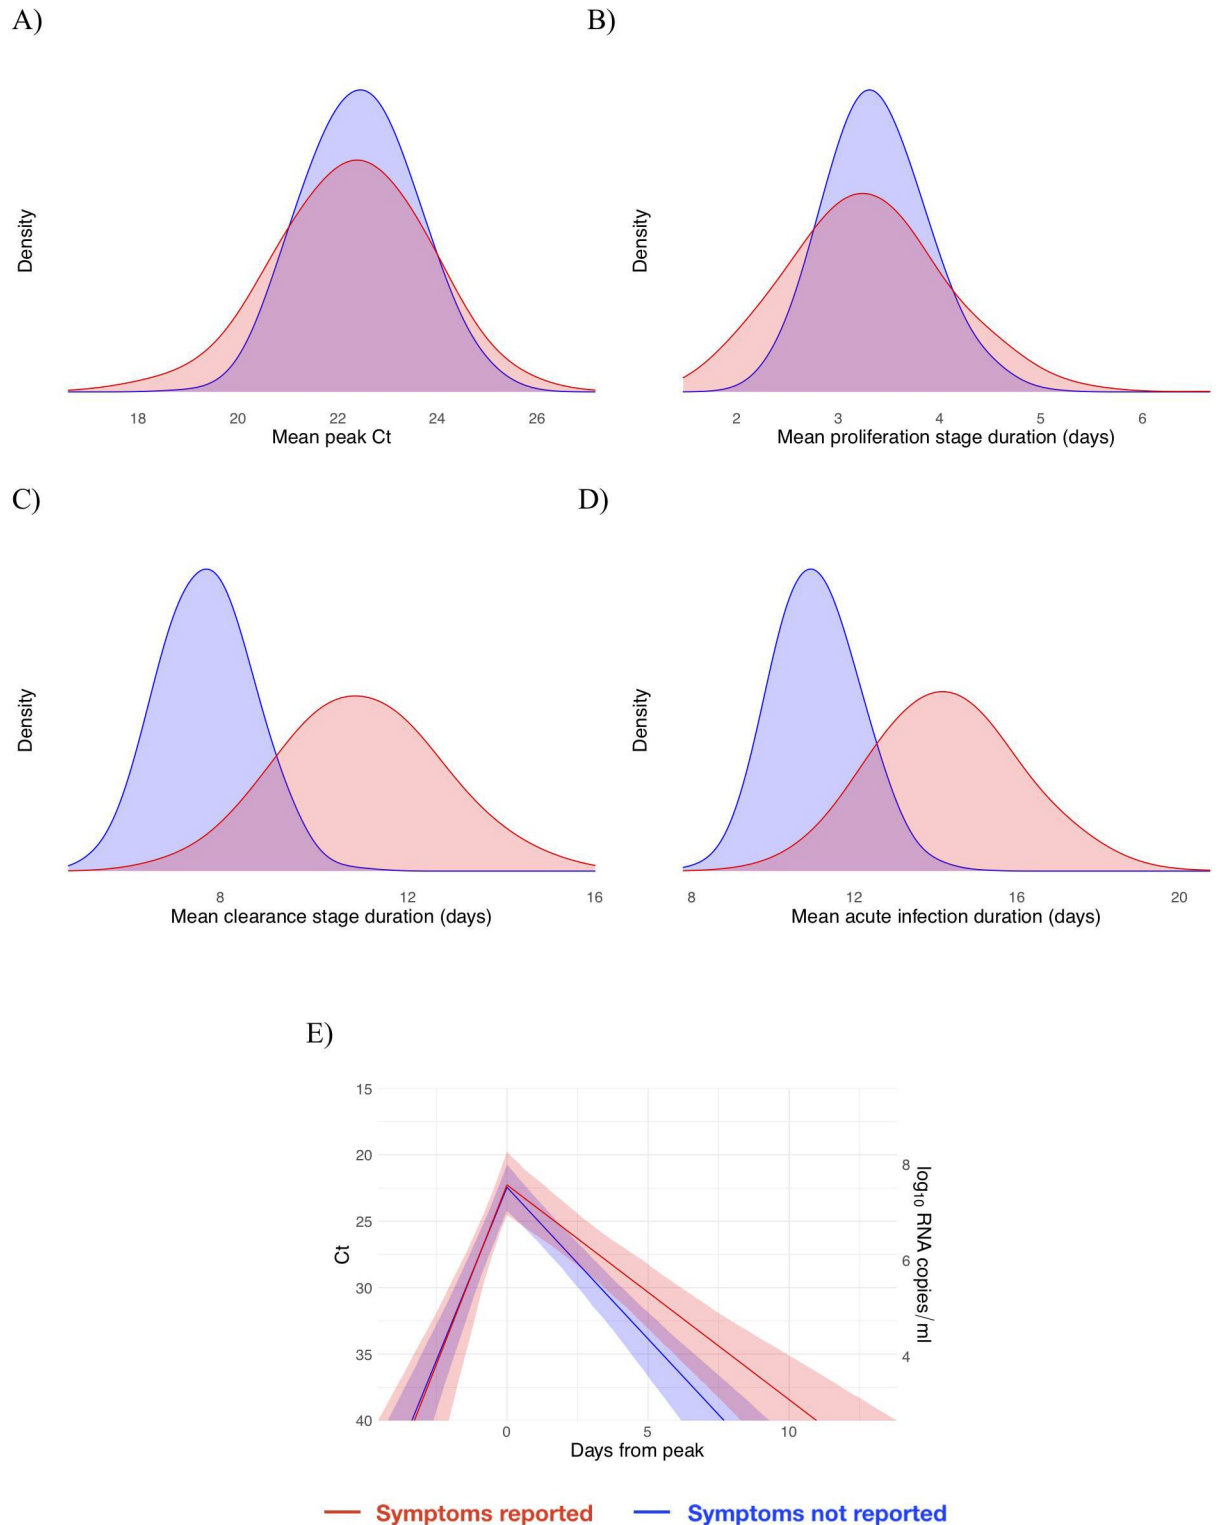 A)
B)
Density
18 20 22 24 26
Mean peak Ct
Density
2 3 4 5 6
Mean proliferation stage duration (days)
C)
D)
Density
8 12 16
Mean clearance stage duration (days)
Density
8 12 16 20
Mean acute infection duration (days)
E)
15
20
25
30
35
40
Ct
8
6
4
log10 RNA copies/ml
0 5 10
Days from peak
Symptoms reported
Symptoms not reported